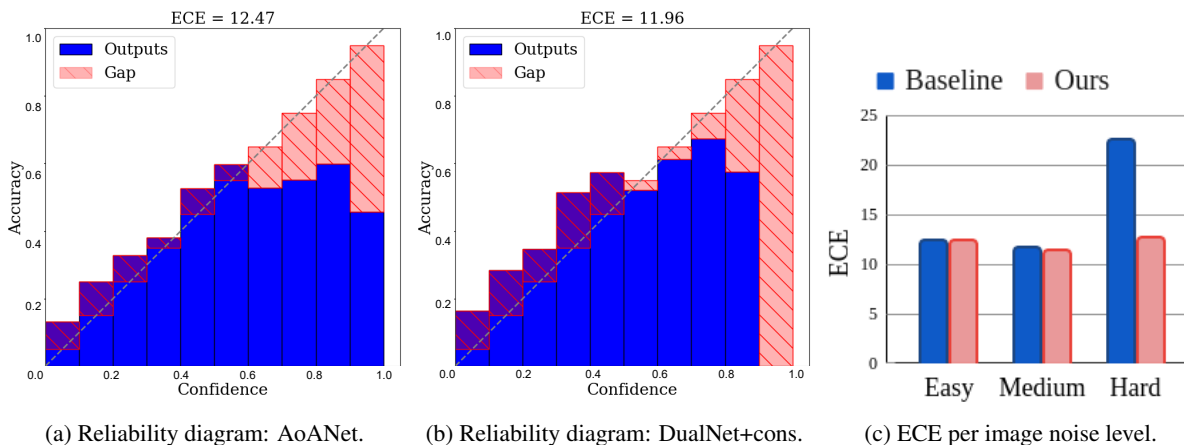 ECE = 12.47
Outputs
Gap
1.0
0.8
0.6
0.4
0.2
Accuracy
0.0 0.2 0.4 0.6 0.8 1.0
Confidence
(a) Reliability diagram: AoANet.
ECE = 11.96
Outputs
Gap
1.0
0.8
0.6
0.4
0.2
Accuracy
0.0 0.2 0.4 0.6 0.8 1.0
Confidence
(b) Reliability diagram: DualNet+cons.
Baseline Ours
25
20
15
10
5
0
ECE
Easy Medium Hard
(c) ECE per image noise level.